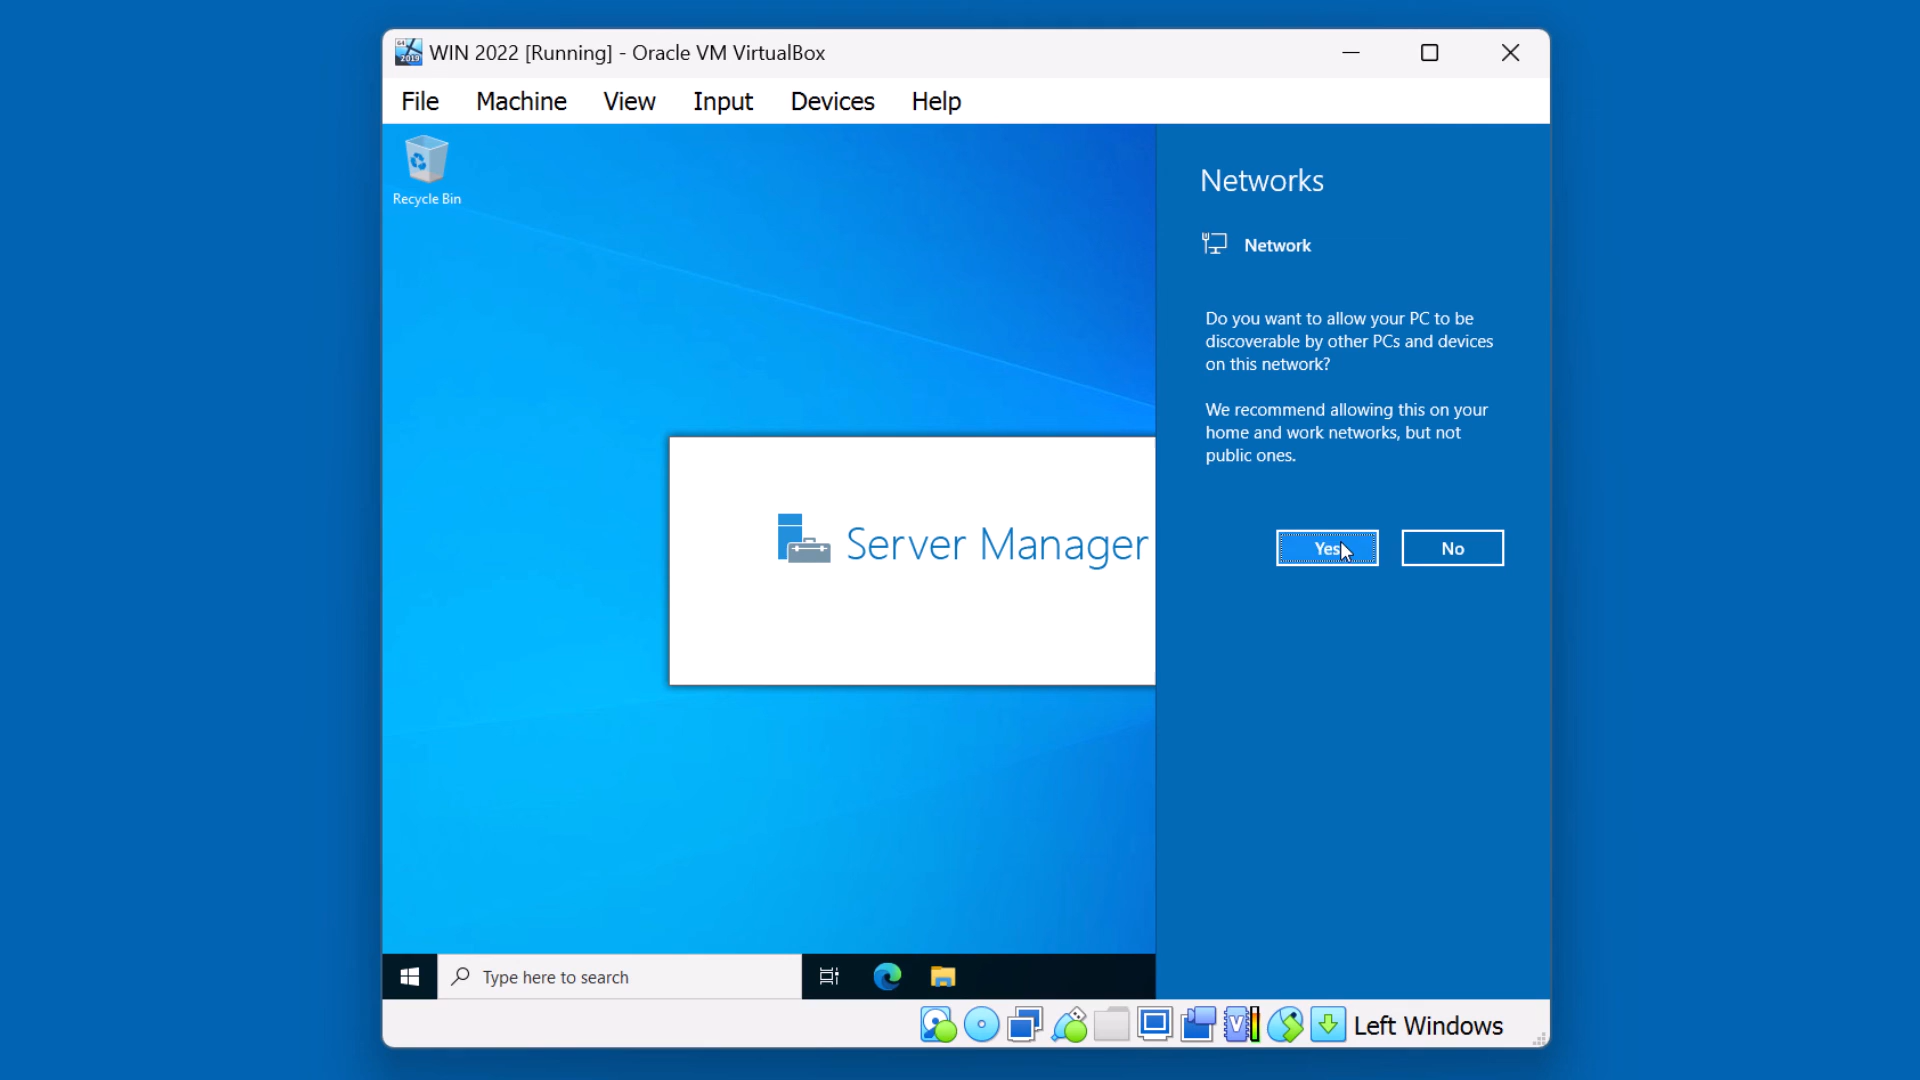 WIN 2022 [Running] - Oracle VM VirtualBox
File Machine View Input Devices Help
Recycle Bin
Networks
Network
Do you want to allow your PC to be
discoverable by other PCs and devices
on this network?
We recommend allowing this on your
home and work networks, but not
public ones.
Yes No
Server Manager
Type here to search
Left Windows